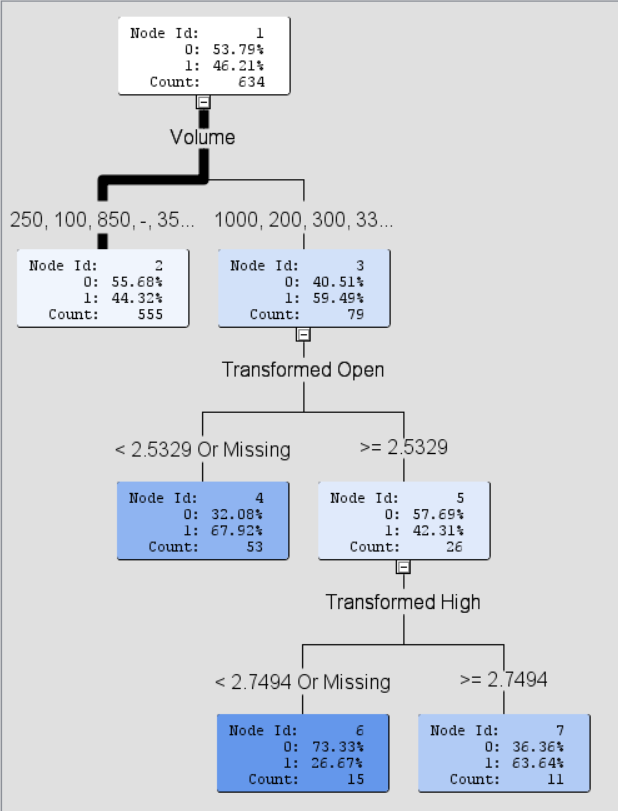 Node Id: 1
0: 53.79%
1: 46.21%
Count: 634
Volume
250, 100, 850, -, 35... 1000, 200, 300, 33...
Node Id: 2
0: 55.68%
1: 44.32%
Count: 555
Node Id: 3
0: 40.51%
1: 59.49%
Count: 79
Transformed Open
< 2.5329 Or Missing >= 2.5329
Node Id: 4
0: 32.08%
1: 67.92%
Count: 53
Node Id: 5
0: 57.69%
1: 42.31%
Count: 26
Transformed High
< 2.7494 Or Missing >= 2.7494
Node Id: 6
0: 73.33%
1: 26.67%
Count: 15
Node Id: 7
0: 36.36%
1: 63.64%
Count: 11